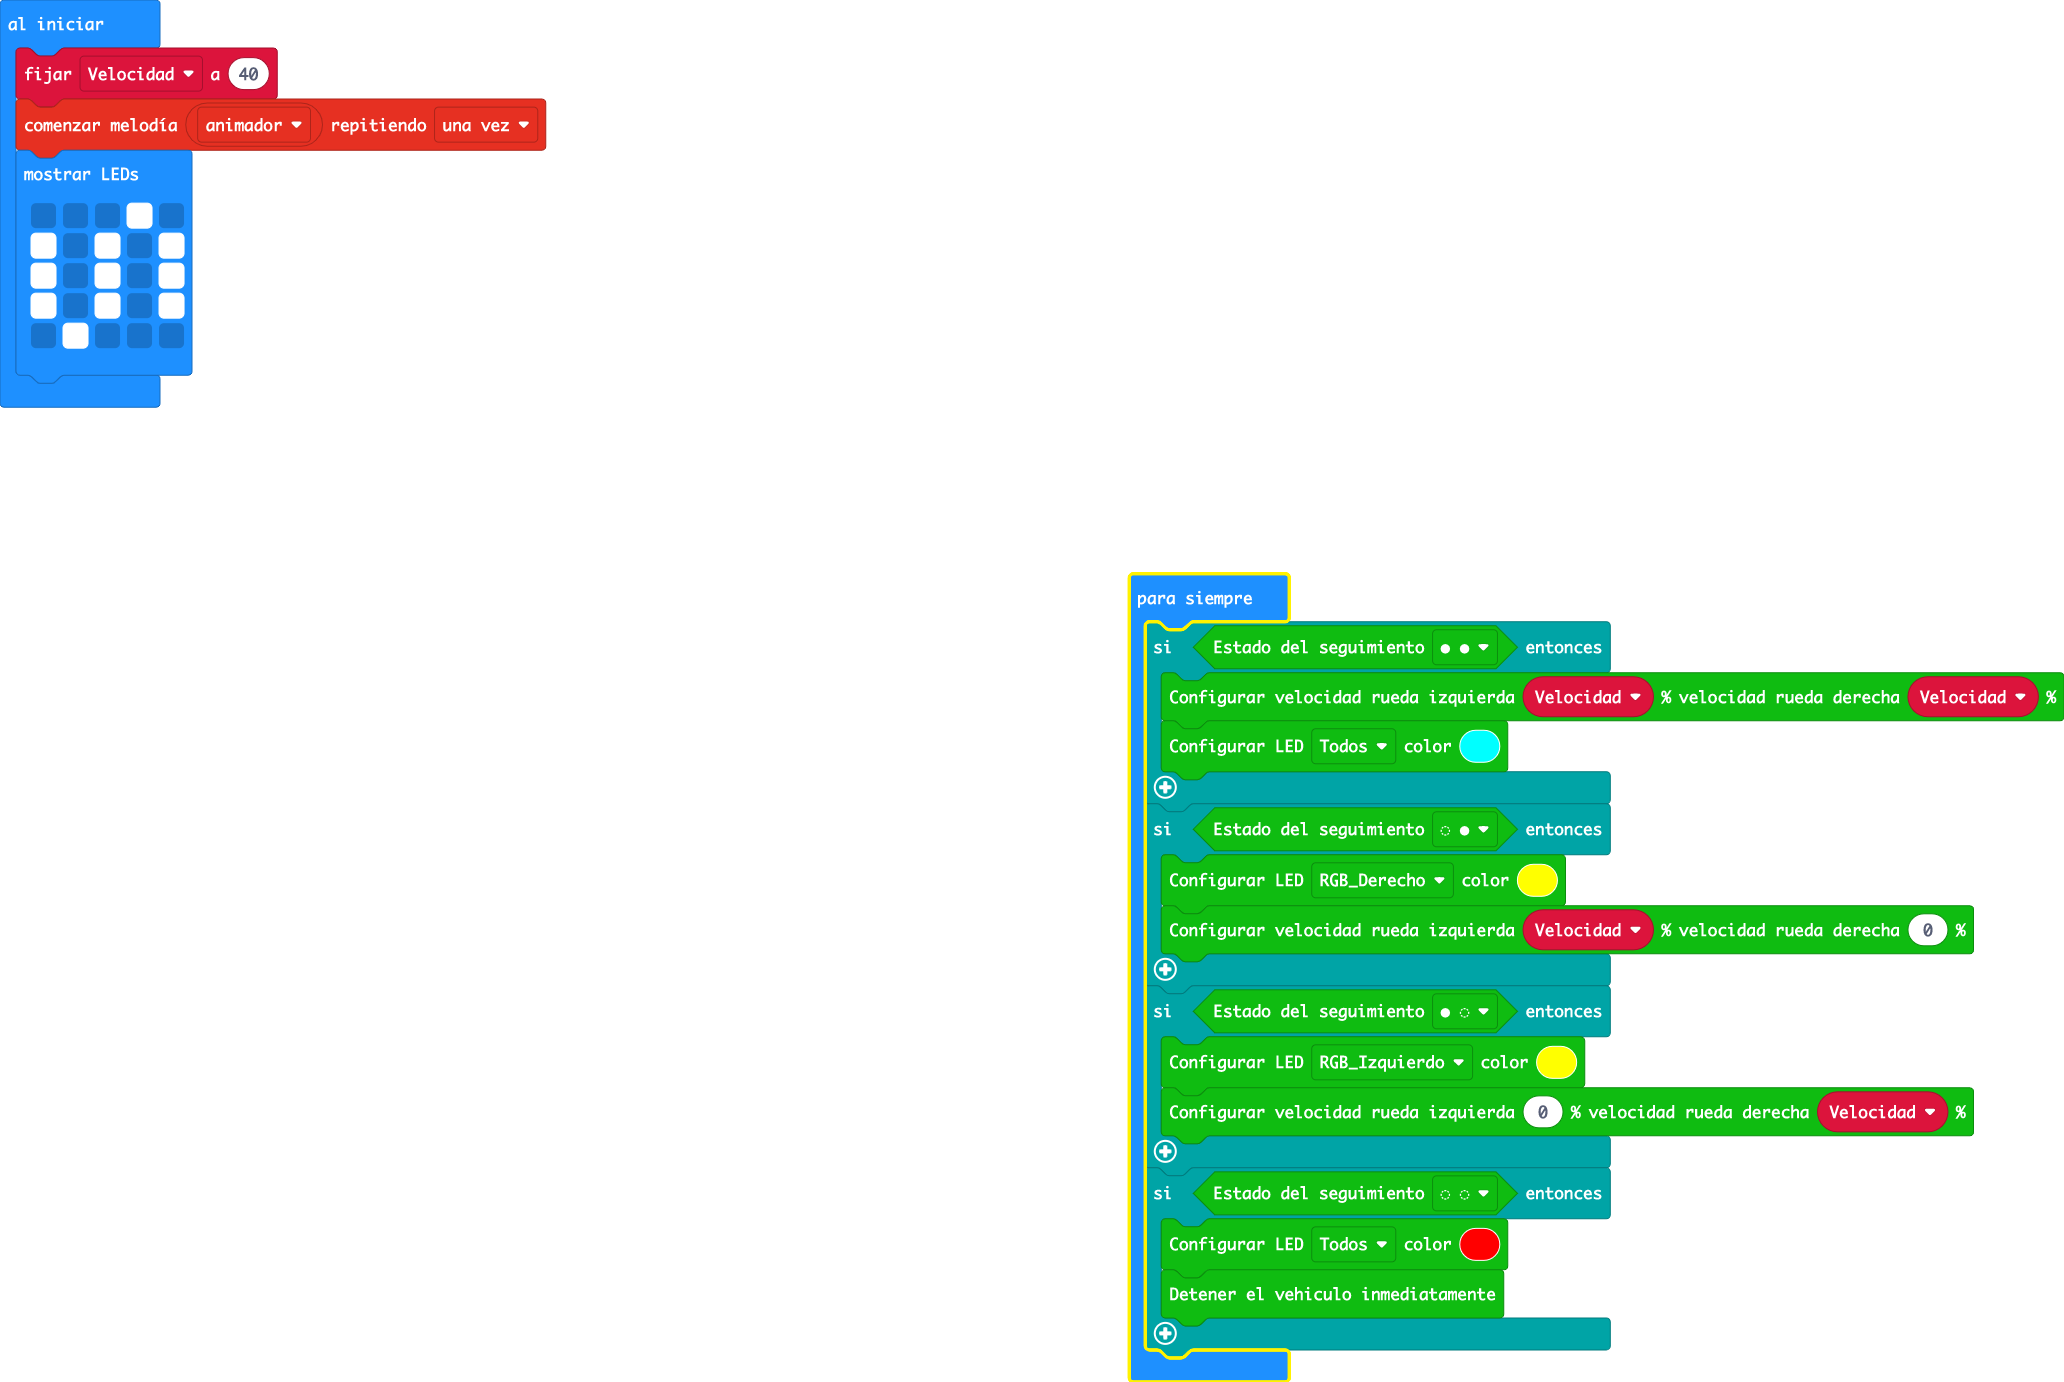 al iniciar
fijar Velocidad a 40
comenzar melodía animador repitiendo una vez
mostrar LEDs
para siempre
si Estado del seguimiento ● ● entonces
Configurar velocidad rueda izquierda Velocidad % velocidad rueda derecha Velocidad %
Configurar LED Todos color
si Estado del seguimiento ◌ ● entonces
Configurar LED RGB_Derecho color
Configurar velocidad rueda izquierda Velocidad % velocidad rueda derecha 0 %
si Estado del seguimiento ● ◌ entonces
Configurar LED RGB_Izquierdo color
Configurar velocidad rueda izquierda 0 % velocidad rueda derecha Velocidad %
si Estado del seguimiento ◌ ◌ entonces
Configurar LED Todos color
Detener el vehiculo inmediatamente